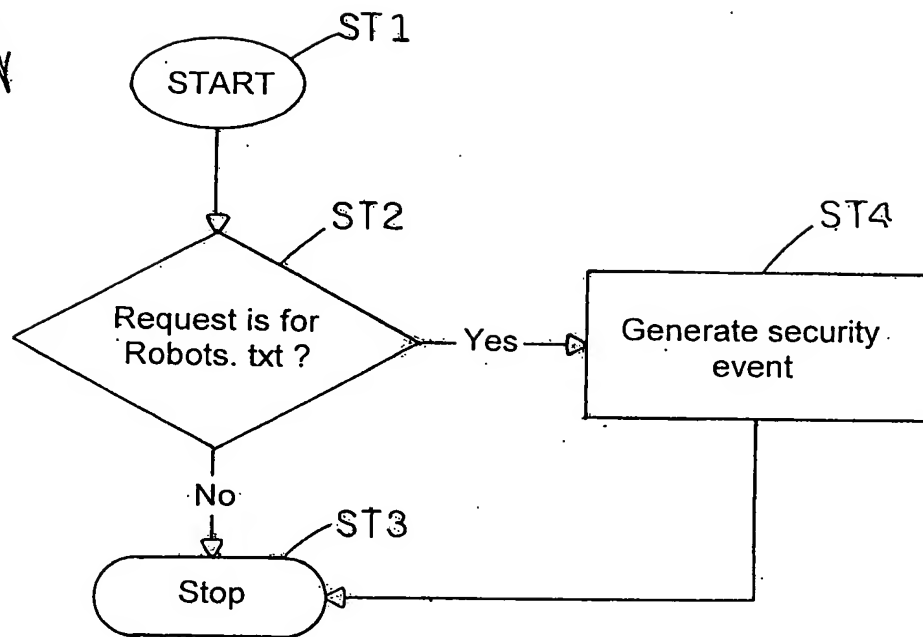 ST1
START
ST2
Request is for
Robots. txt ?
Yes
ST4
Generate security
event
No
ST3
Stop